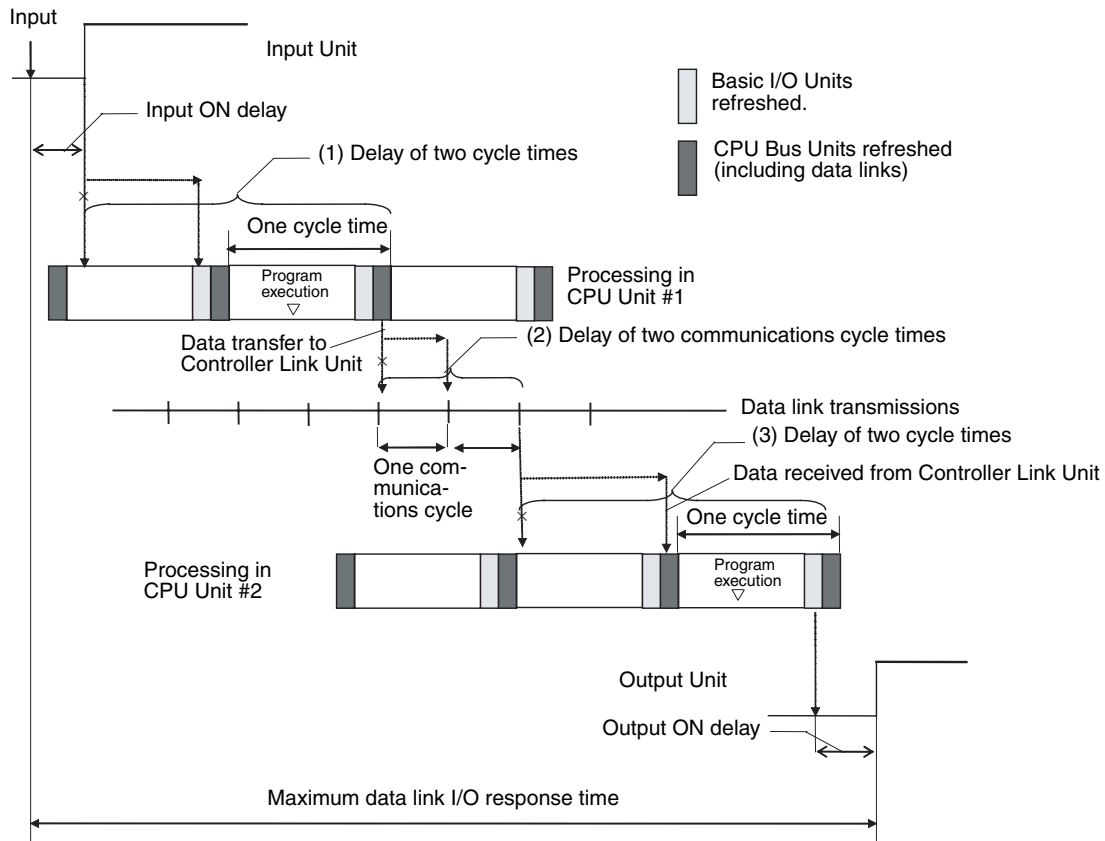 Input
Input Unit
Basic I/O Units
refreshed.
Input ON delay
CPU Bus Units refreshed
(including data links)
(1) Delay of two cycle times
One cycle time
Program
execution
Processing in
CPU Unit #1
Data transfer to
Controller Link Unit
(2) Delay of two communications cycle times
Data link transmissions
(3) Delay of two cycle times
One com-
munica-
tions cycle
Data received from Controller Link Unit
One cycle time
Processing in
CPU Unit #2
Program
execution
Output Unit
Output ON delay
Maximum data link I/O response time